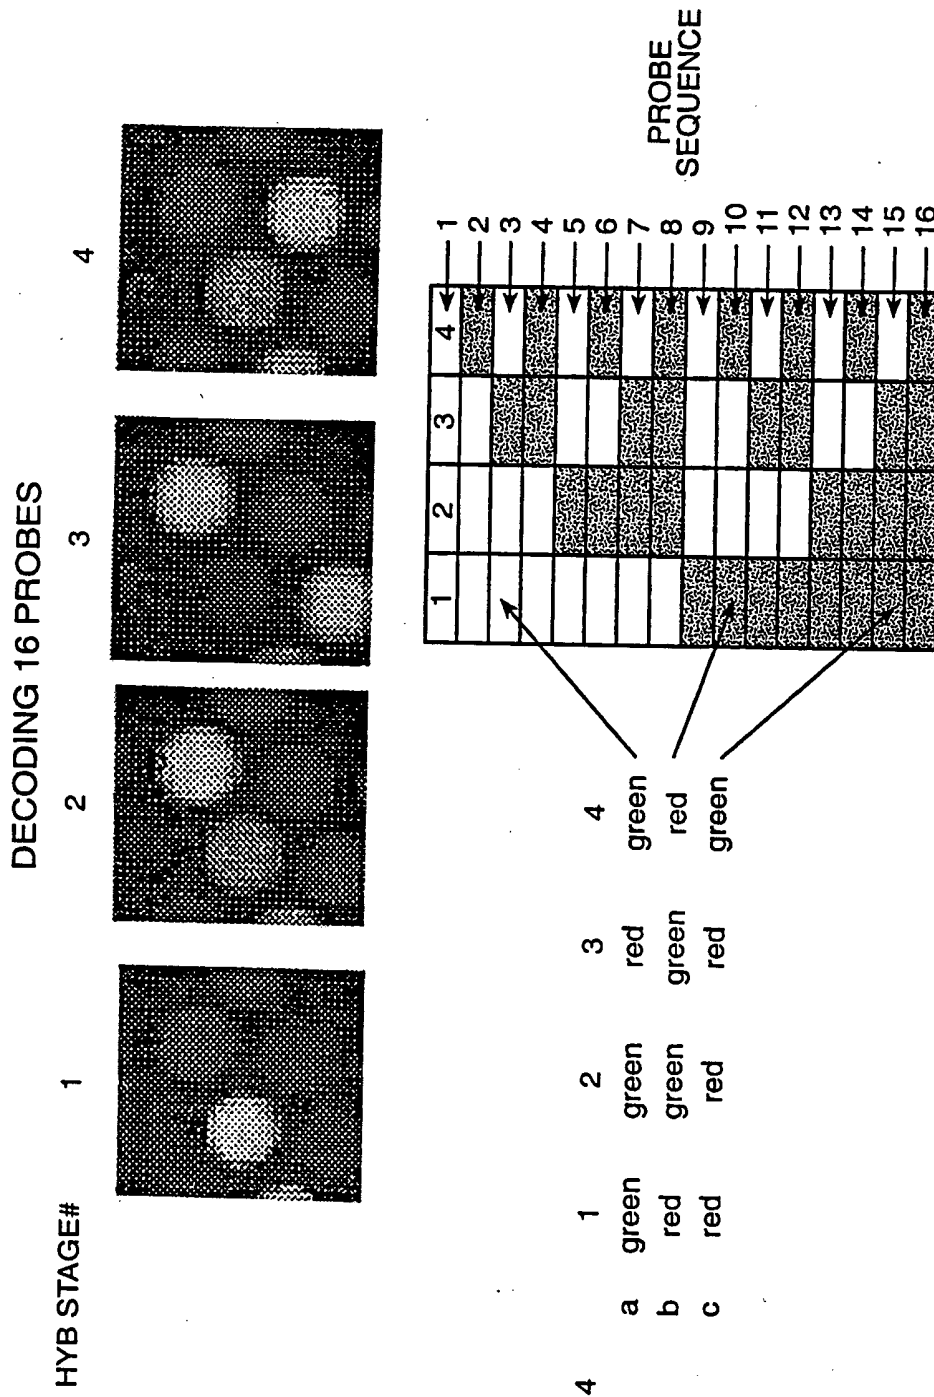 DECODING 16 PROBES
HYB STAGE#
1 2 3 4
4
1 2 3 4
a green green red green
b red green green red
c red red red green
1 2 3 4
PROBE
SEQUENCE
1
2
3
4
5
6
7
8
9
10
11
12
13
14
15
16